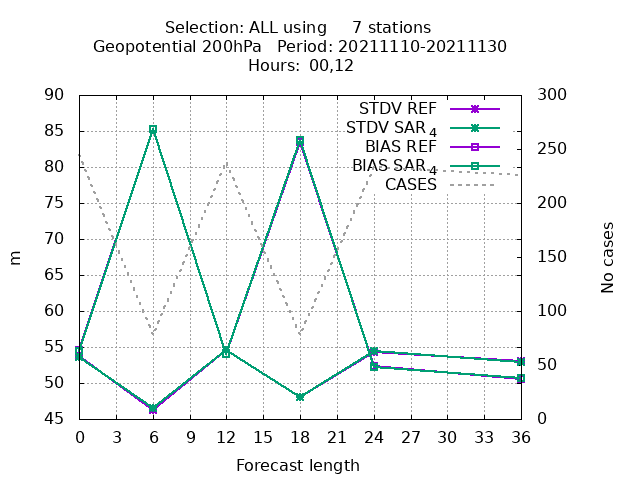 Selection: ALL using     7 stations
Geopotential 200hPa   Period: 20211110-20211130
Hours: 00,12
90
85
80
75
70
65
60
55
50
45
m
STDV REF
STDV SAR_4
BIAS REF
BIAS SAR_4
CASES
300
250
200
150
100
50
0
No cases
0 3 6 9 12 15 18 21 24 27 30 33 36
Forecast length